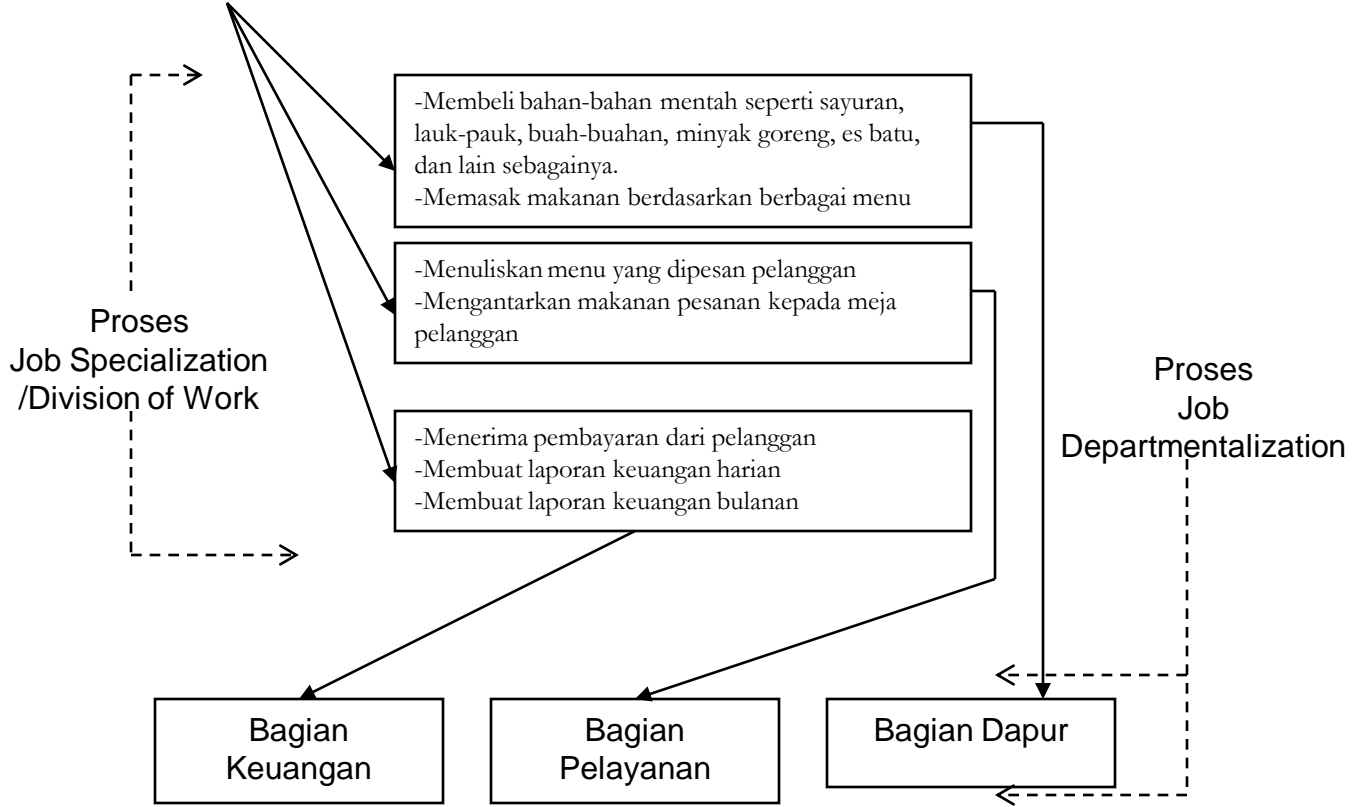 -Membeli bahan-bahan mentah seperti sayuran,
lauk-pauk, buah-buahan, minyak goreng, es batu,
dan lain sebagainya.
-Memasak makanan berdasarkan berbagai menu
-Menuliskan menu yang dipesan pelanggan
-Mengantarkan makanan pesanan kepada meja
pelanggan
Proses
Job Specialization
/Division of Work
Proses
Job
Departmentalization
-Menerima pembayaran dari pelanggan
-Membuat laporan keuangan harian
-Membuat laporan keuangan bulanan
Bagian
Keuangan
Bagian
Pelayanan
Bagian Dapur